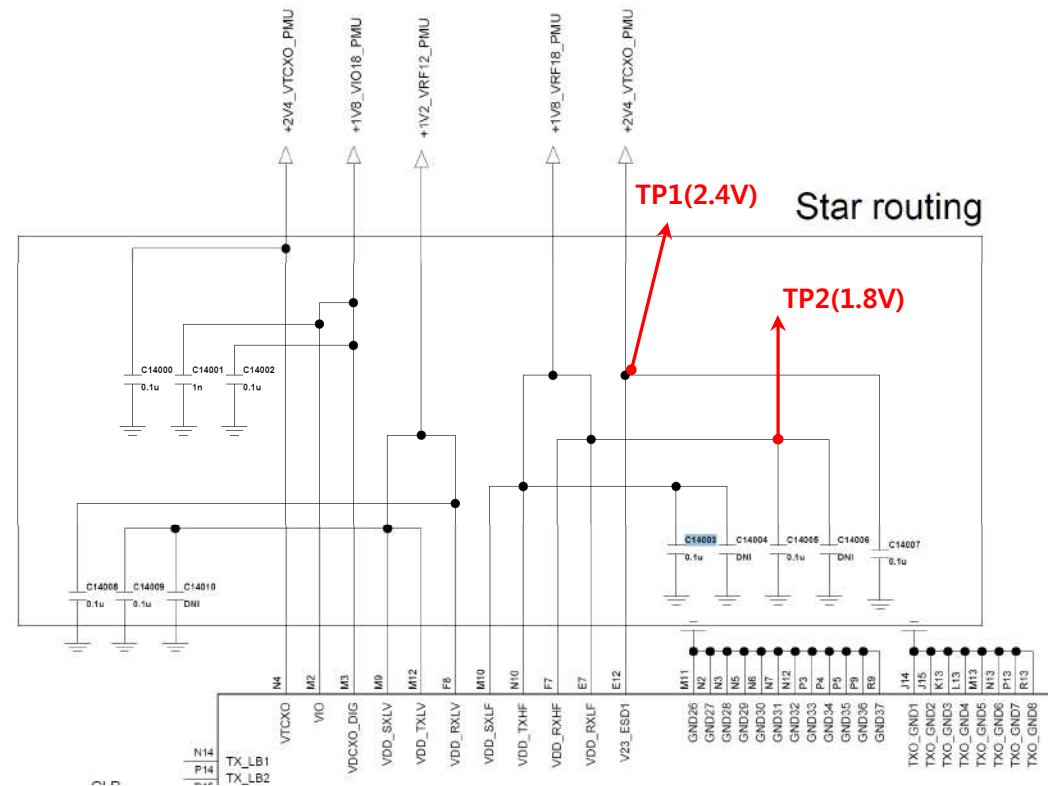 +2V4_VTCXO_PMU
+1V8_VIO18_PMU
+1V2_VRF12_PMU
+1V8_VRF18_PMU
+2V4_VTCXO_PMU
TP1(2.4V)
Star routing
TP2(1.8V)
C14000
0.1u
C14001
1n
C14002
0.1u
C14003
0.1u
C14004
DNI
C14005
0.1u
C14006
DNI
C14007
0.1u
C14008
0.1u
C14009
0.1u
C14010
DNI
N4
M2
M3
M9
M12
F8
M10
N10
F7
E7
E12
M11
N2
N3
N5
N6
N7
N12
P3
P4
P5
P9
R9
J14
J15
K13
L13
M13
N13
P13
R13
VTCXO
VIO
VDCXO_DIG
VDD_SXLV
VDD_TXLV
VDD_RXLV
VDD_SXLF
VDD_TXHF
VDD_RXHF
VDD_RXLF
V23_ESD1
GND26
GND27
GND28
GND29
GND30
GND31
GND32
GND33
GND34
GND35
GND36
GND37
TXO_GND1
TXO_GND2
TXO_GND3
TXO_GND4
TXO_GND5
TXO_GND6
TXO_GND7
TXO_GND8
N14
TX_LB1
P14
TX_LB2